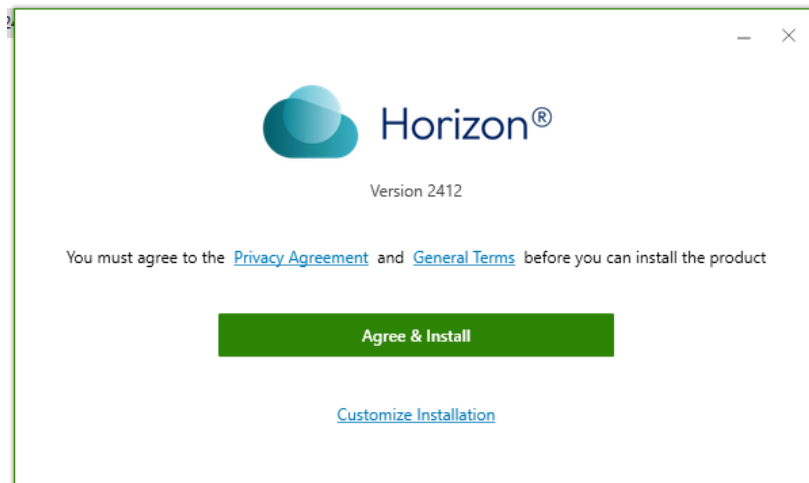 Horizon®
Version 2412
You must agree to the Privacy Agreement and General Terms before you can install the product
Agree & Install
Customize Installation